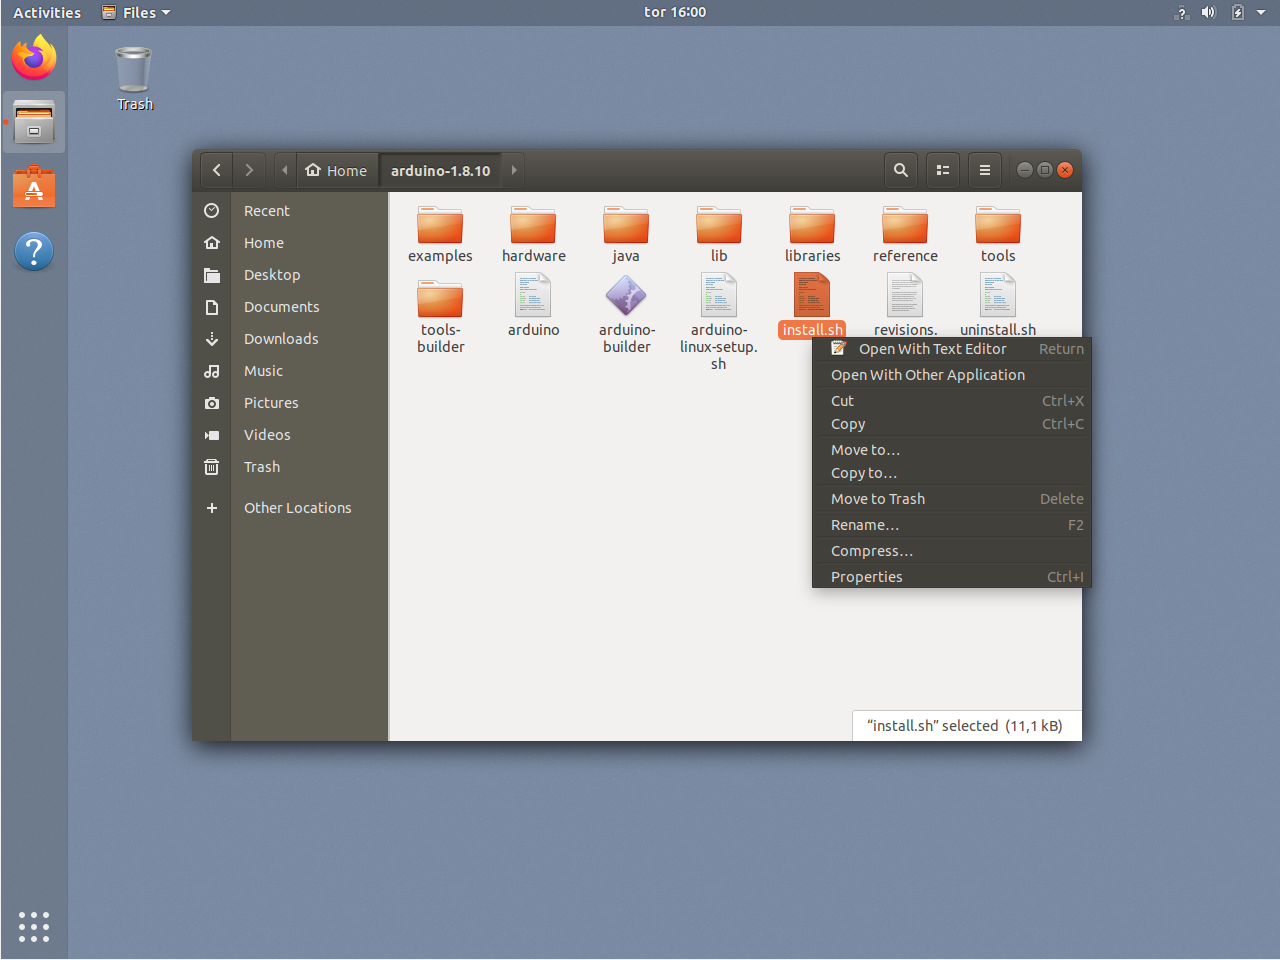 Activities Files tor 16:00 ?
Trash
Home arduino-1.8.10
Recent
Home
Desktop
Documents
Downloads
Music
Pictures
Videos
Trash
Other Locations
examples hardware java lib libraries reference tools
tools-
builder
arduino
arduino-
builder
arduino-
linux-setup.
sh
install.sh
revisions.
uninstall.sh
Open With Text Editor Return
Open With Other Application
Cut Ctrl+X
Copy Ctrl+C
Move to…
Copy to…
Move to Trash Delete
Rename… F2
Compress…
Properties Ctrl+I
“install.sh” selected (11,1 kB)